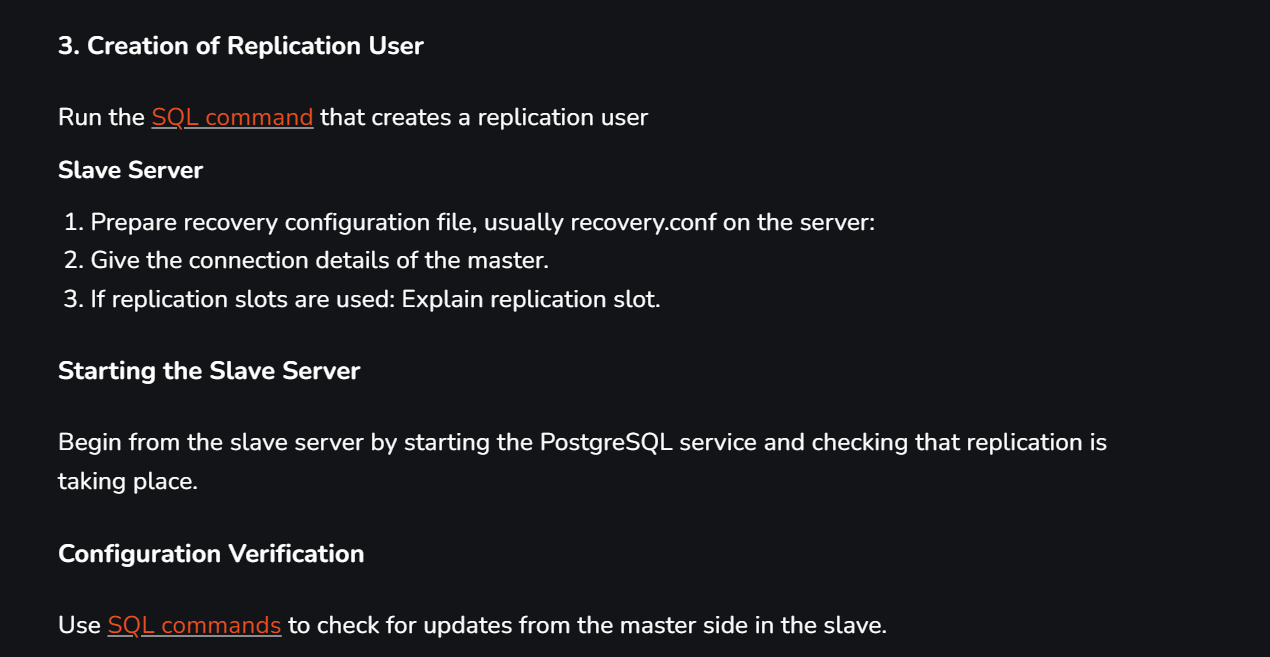 3. Creation of Replication User
Run the SQL command that creates a replication user
Slave Server
1. Prepare recovery configuration file, usually recovery.conf on the server:
2. Give the connection details of the master.
3. If replication slots are used: Explain replication slot.
Starting the Slave Server
Begin from the slave server by starting the PostgreSQL service and checking that replication is
taking place.
Configuration Verification
Use SQL commands to check for updates from the master side in the slave.